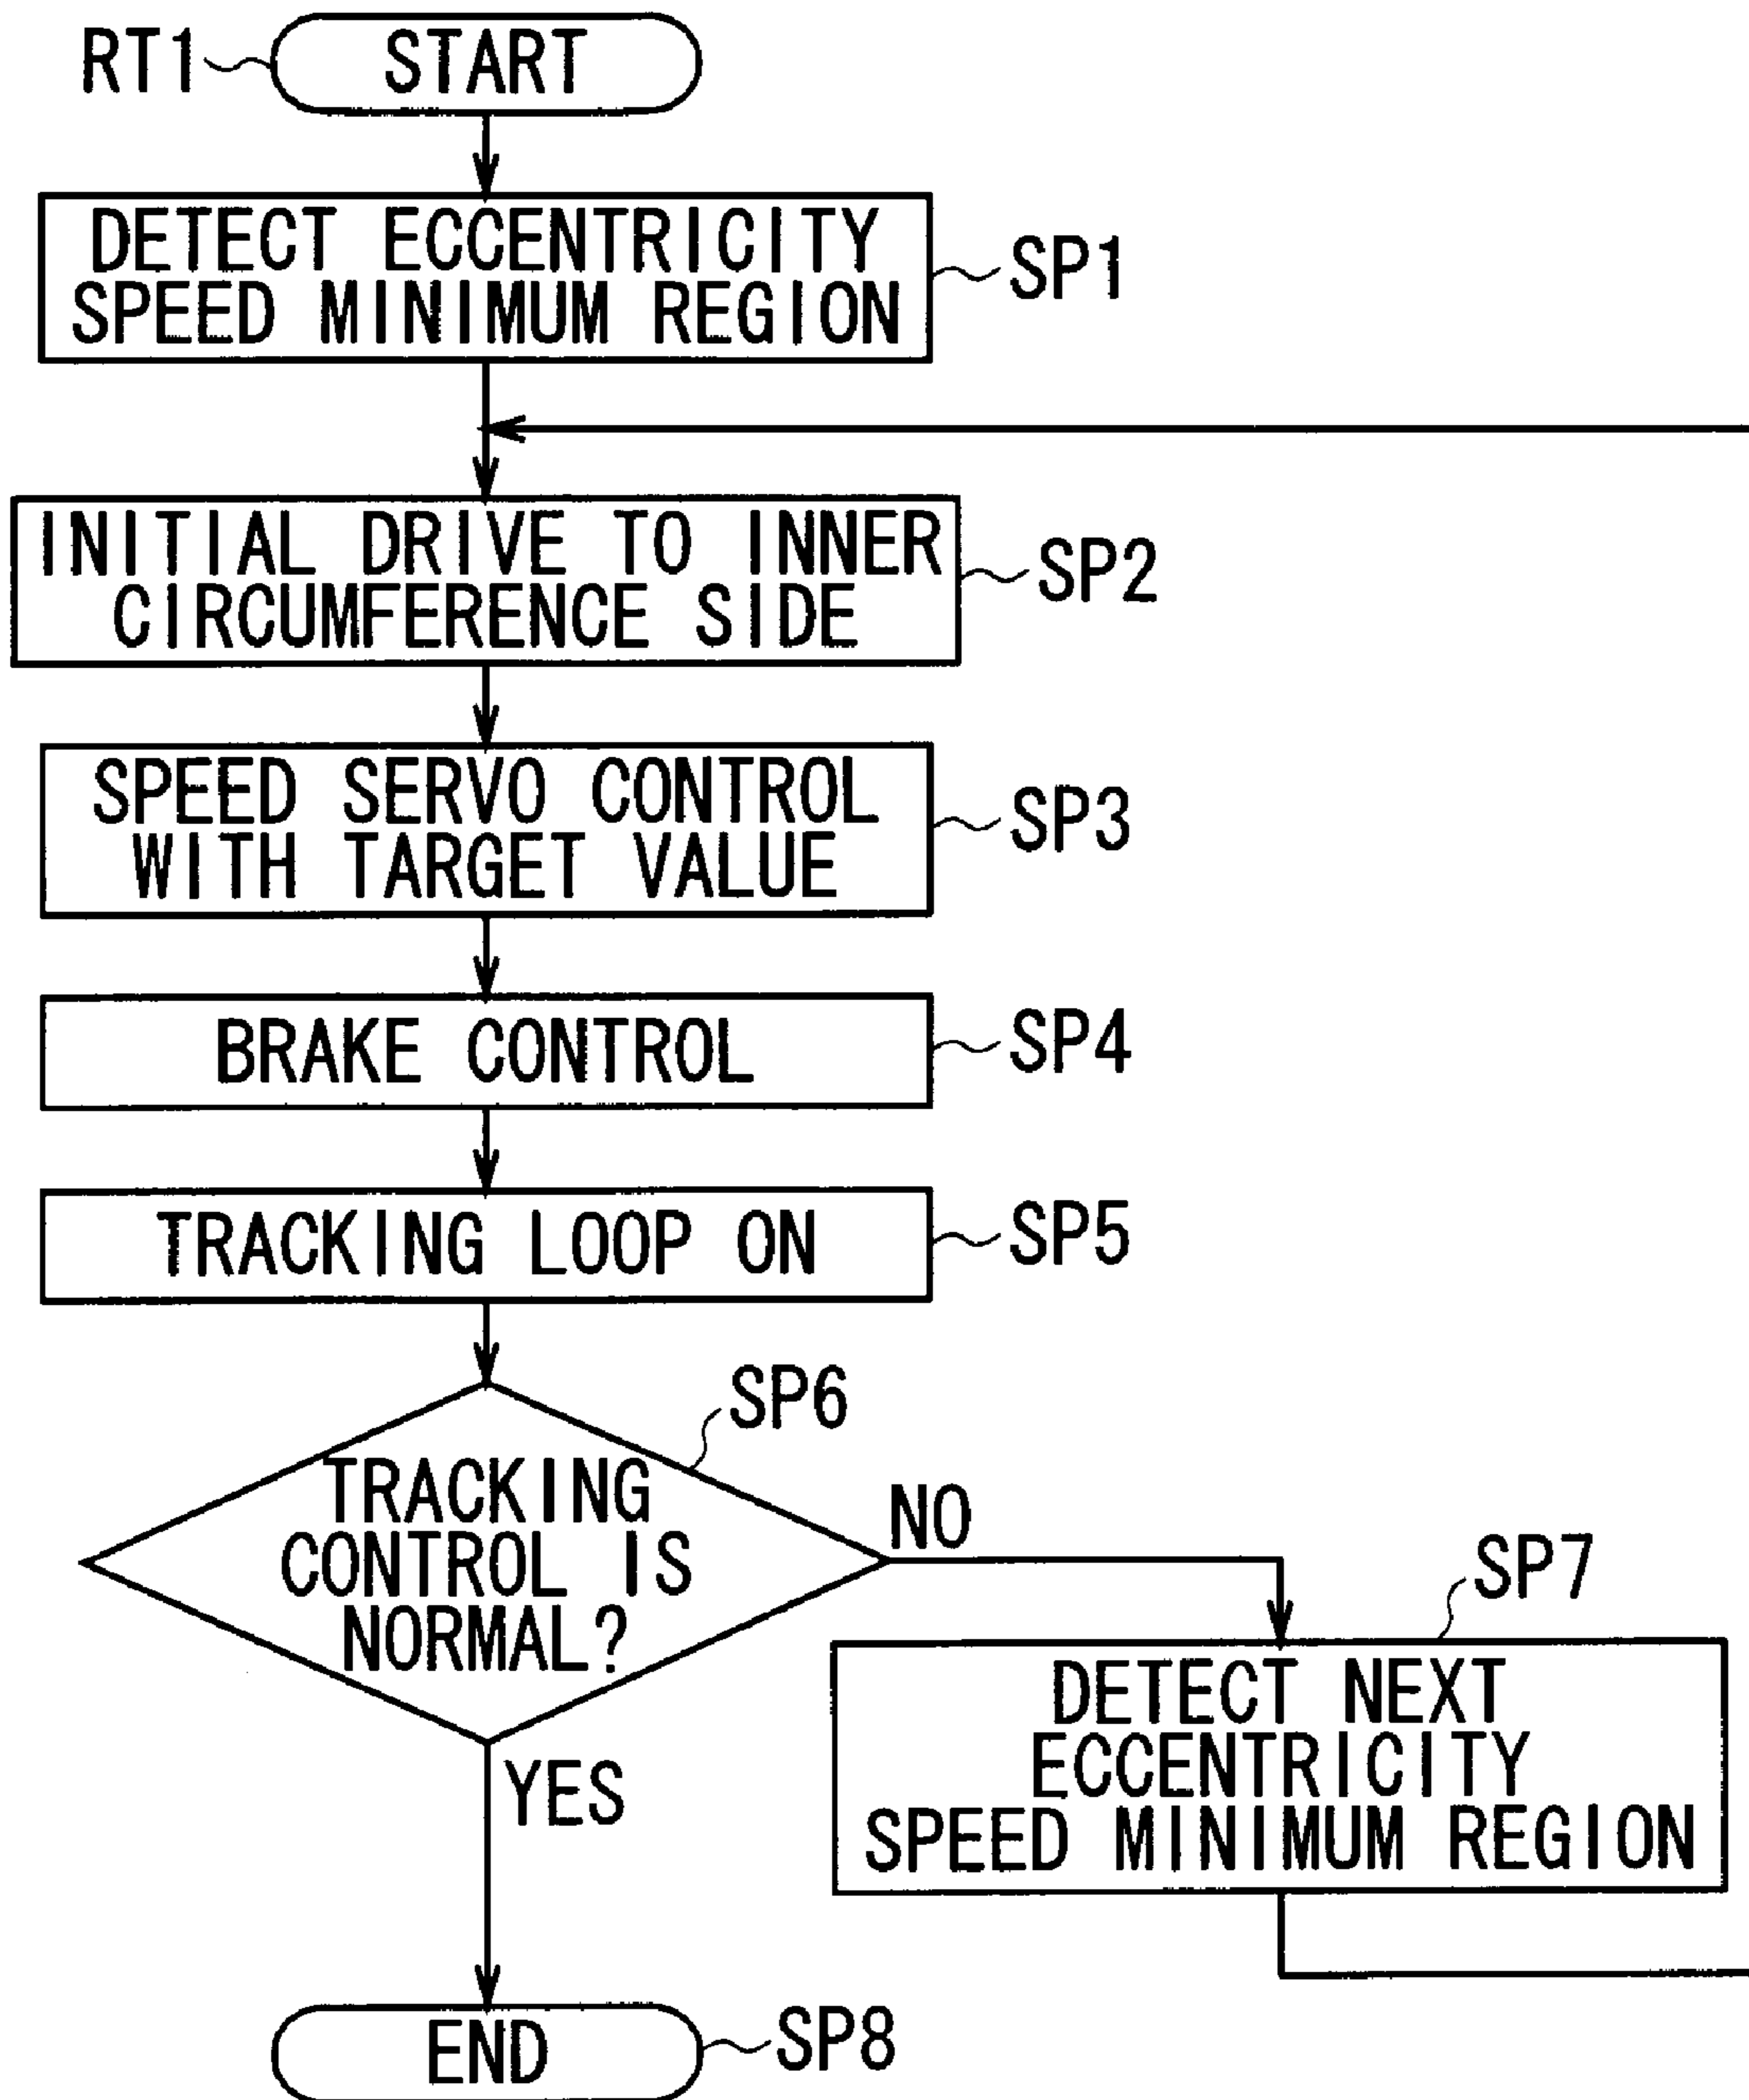 RT1
START
DETECT ECCENTRICITY
SPEED MINIMUM REGION
SP1
INITIAL DRIVE TO INNER
CIRCUMFERENCE SIDE
SP2
SPEED SERVO CONTROL
WITH TARGET VALUE
SP3
BRAKE CONTROL
SP4
TRACKING LOOP ON
SP5
SP6
TRACKING
CONTROL IS
NORMAL?
NO
YES
SP7
DETECT NEXT
ECCENTRICITY
SPEED MINIMUM REGION
END
SP8